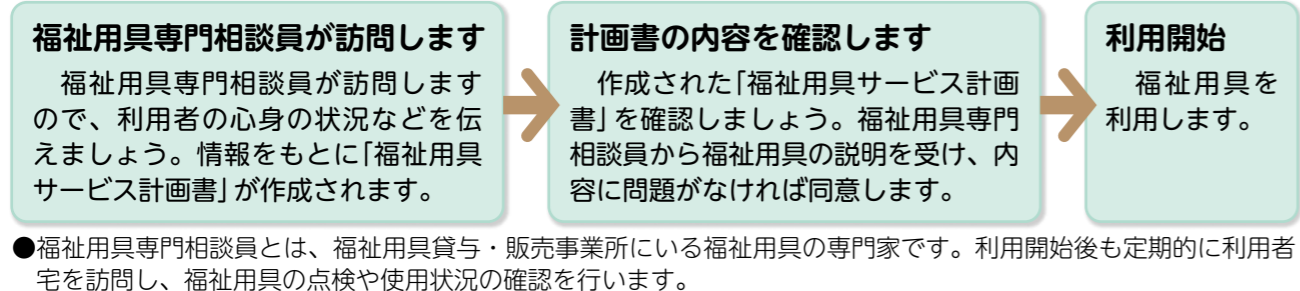 福祉用具専門相談員が訪問します
福祉用具専門相談員が訪問します
ので、利用者の心身の状況などを伝
えましょう。情報をもとに「福祉用具
サービス計画書」が作成されます。
計画書の内容を確認します
作成された「福祉用具サービス計画
書」を確認しましょう。福祉用具専門
相談員から福祉用具の説明を受け、内
容に問題がなければ同意します。
利用開始
福祉用具を
利用します。
●福祉用具専門相談員とは、福祉用具貸与・販売事業所にいる福祉用具の専門家です。利用開始後も定期的に利用者
宅を訪問し、福祉用具の点検や使用状況の確認を行います。